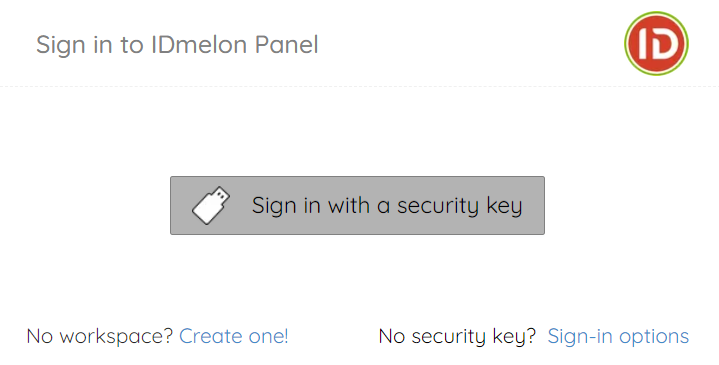 Sign in to IDmelon Panel
ID
Sign in with a security key
No workspace? Create one!
No security key? Sign-in options